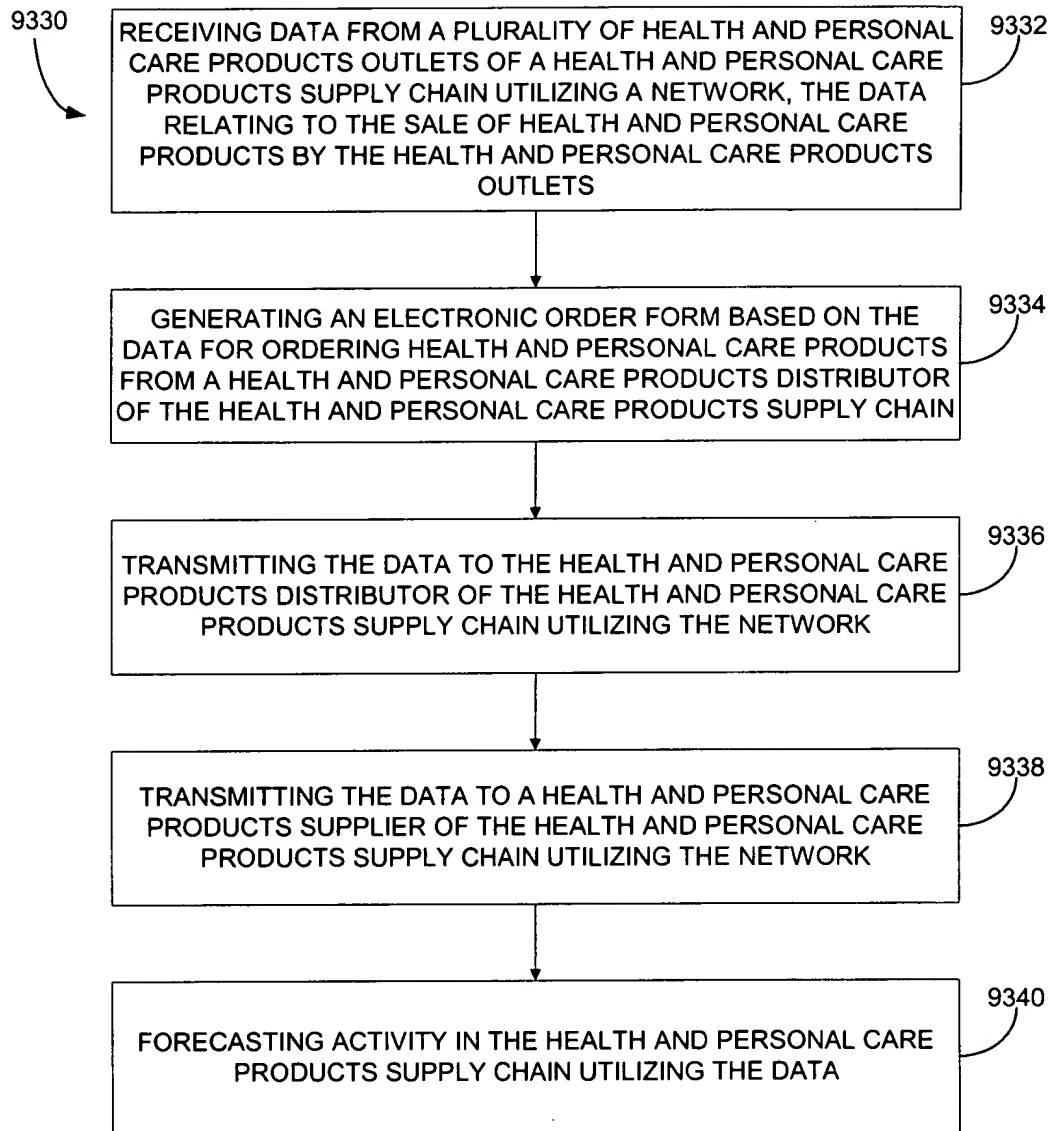 9330
RECEIVING DATA FROM A PLURALITY OF HEALTH AND PERSONAL
CARE PRODUCTS OUTLETS OF A HEALTH AND PERSONAL CARE
PRODUCTS SUPPLY CHAIN UTILIZING A NETWORK, THE DATA
RELATING TO THE SALE OF HEALTH AND PERSONAL CARE
PRODUCTS BY THE HEALTH AND PERSONAL CARE PRODUCTS
OUTLETS
9332
GENERATING AN ELECTRONIC ORDER FORM BASED ON THE
DATA FOR ORDERING HEALTH AND PERSONAL CARE PRODUCTS
FROM A HEALTH AND PERSONAL CARE PRODUCTS DISTRIBUTOR
OF THE HEALTH AND PERSONAL CARE PRODUCTS SUPPLY CHAIN
9334
TRANSMITTING THE DATA TO THE HEALTH AND PERSONAL CARE
PRODUCTS DISTRIBUTOR OF THE HEALTH AND PERSONAL CARE
PRODUCTS SUPPLY CHAIN UTILIZING THE NETWORK
9336
TRANSMITTING THE DATA TO A HEALTH AND PERSONAL CARE
PRODUCTS SUPPLIER OF THE HEALTH AND PERSONAL CARE
PRODUCTS SUPPLY CHAIN UTILIZING THE NETWORK
9338
FORECASTING ACTIVITY IN THE HEALTH AND PERSONAL CARE
PRODUCTS SUPPLY CHAIN UTILIZING THE DATA
9340